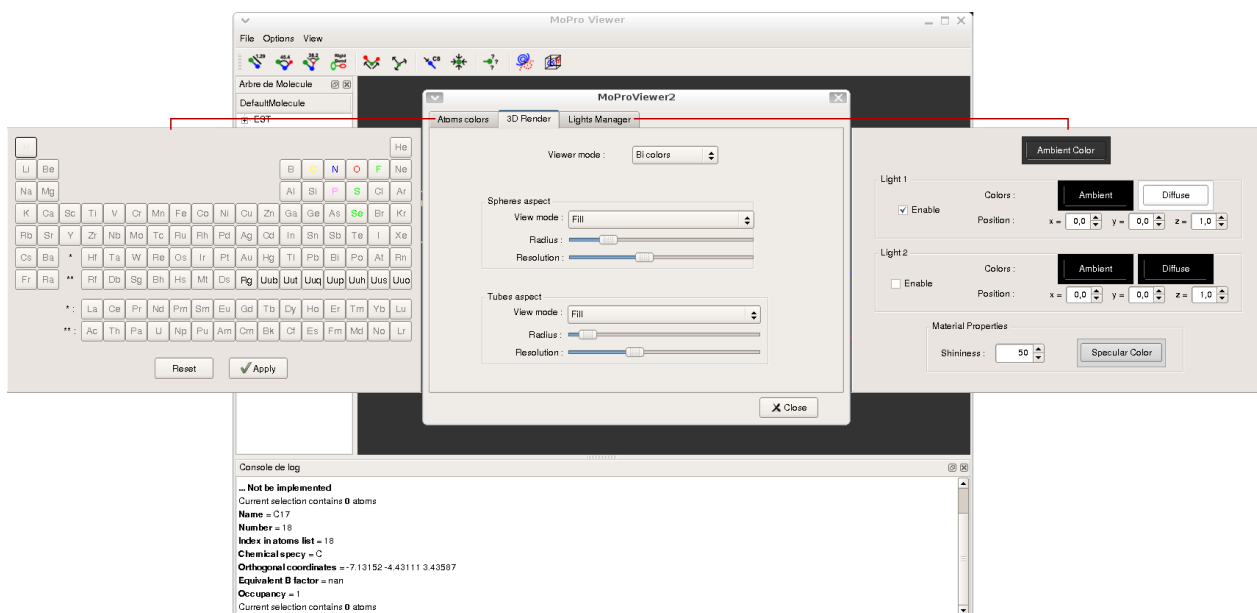 MoPro Viewer
File Options View
1.29 45.4 36.2 Rigid Bond C8 ? ? ?
Arbre de Molecule
DefaultMolecule
EST
MoProViewer2
Atoms colors 3D Render Lights Manager
Viewer mode : Bi colors
Spheres aspect
View mode : Fill
Radius :
Resolution :
Tubes aspect
View mode : Fill
Radius :
Resolution :
Close
H He
Li Be B C N O F Ne
Na Mg Al Si P S Cl Ar
K Ca Sc Ti V Cr Mn Fe Co Ni Cu Zn Ga Ge As Se Br Kr
Rb Sr Y Zr Nb Mo Tc Ru Rh Pd Ag Cd In Sn Sb Te I Xe
Cs Ba * Hf Ta W Re Os Ir Pt Au Hg Tl Pb Bi Po At Rn
Fr Ra ** Rf Db Sg Bh Hs Mt Ds Rg Uub Uut Uuq Uup Uuh Uus Uuo
* : La Ce Pr Nd Pm Sm Eu Gd Tb Dy Ho Er Tm Yb Lu
** : Ac Th Pa U Np Pu Am Cm Bk Cf Es Fm Md No Lr
Reset Apply
Ambient Color
Light 1
Enable
Colors : Ambient Diffuse
Position : x = 0,0 y = 0,0 z = 1,0
Light 2
Enable
Colors : Ambient Diffuse
Position : x = 0,0 y = 0,0 z = 1,0
Material Properties
Shininess : 50 Specular Color
Console de log
... Not be implemented
Current selection contains 0 atoms
Name = C17
Number = 18
Index in atoms list = 18
Chemical specy = C
Orthogonal coordinates = -7.13152 -4.43111 3.43587
Equivalent B factor = nan
Occupancy = 1
Current selection contains 0 atoms